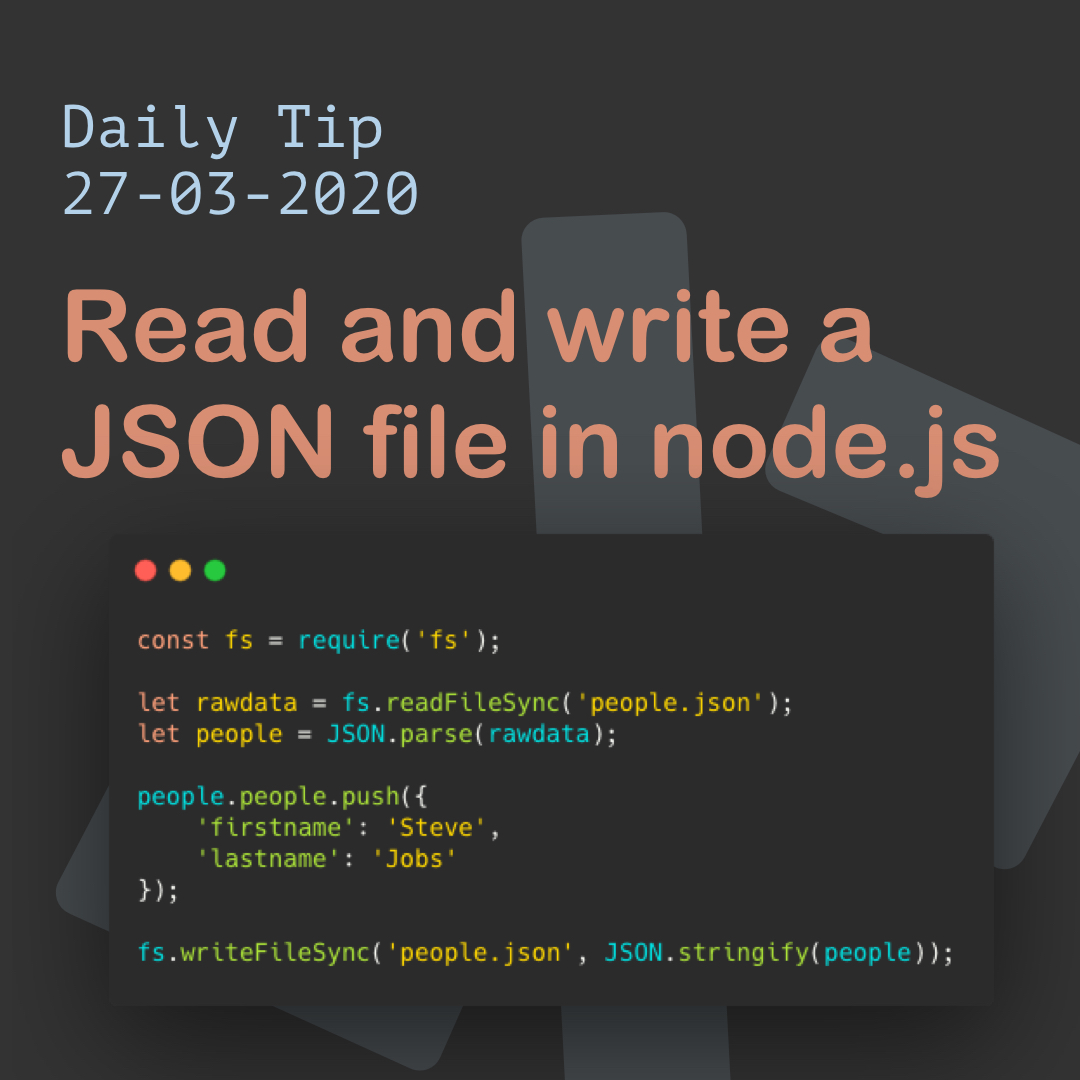 Daily Tip
27-03-2020
Read and write a
JSON file in node.js
const fs = require('fs');
let rawdata = fs.readFileSync('people.json');
let people = JSON.parse(rawdata);
people.people.push({
    'firstname': 'Steve',
    'lastname': 'Jobs'
});
fs.writeFileSync('people.json', JSON.stringify(people));